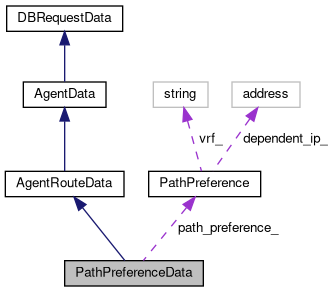 DBRequestData
AgentData
string
address
vrf_
dependent_ip_
AgentRouteData
PathPreference
path_preference_
PathPreferenceData